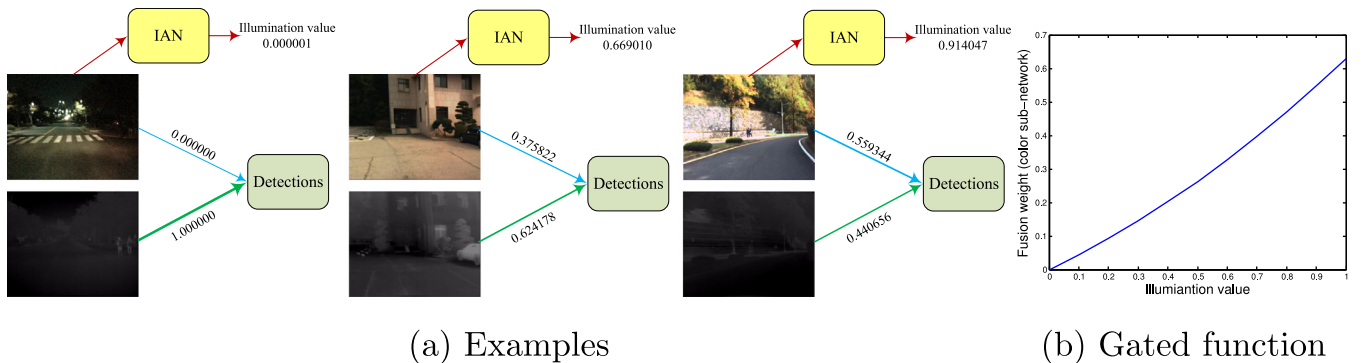 IAN
Illumination value
0.000001
0.000000
1.000000
Detections
IAN
Illumination value
0.669010
0.375822
0.624178
Detections
IAN
Illumination value
0.914047
0.559344
0.440656
Detections
Fusion weight (color sub-network)
0.7
0.6
0.5
0.4
0.3
0.2
0.1
0
0 0.1 0.2 0.3 0.4 0.5 0.6 0.7 0.8 0.9 1
Illumiantion value
(a) Examples
(b) Gated function